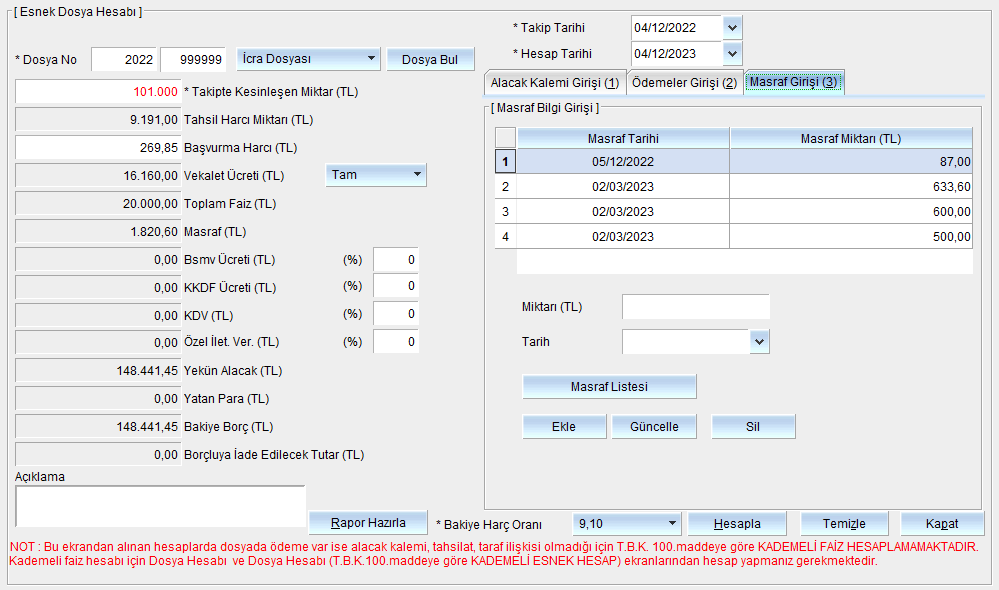 [ Esnek Dosya Hesabı ]
* Dosya No 2022 999999 İcra Dosyası Dosya Bul
101.000 * Takipte Kesinleşen Miktar (TL)
9.191,00 Tahsil Harcı Miktarı (TL)
269,85 Başvurma Harcı (TL)
16.160,00 Vekalet Ücreti (TL) Tam
20.000,00 Toplam Faiz (TL)
1.820,60 Masraf (TL)
0,00 Bsmv Ücreti (TL) (%) 0
0,00 KKDF Ücreti (TL) (%) 0
0,00 KDV (TL) (%) 0
0,00 Özel İlet. Ver. (TL) (%) 0
148.441,45 Yekün Alacak (TL)
0,00 Yatan Para (TL)
148.441,45 Bakiye Borç (TL)
0,00 Borçluya İade Edilecek Tutar (TL)
Açıklama
Rapor Hazırla
* Takip Tarihi 04/12/2022
* Hesap Tarihi 04/12/2023
Alacak Kalemi Girişi (1) Ödemeler Girişi (2) Masraf Girişi (3)
[ Masraf Bilgi Girişi ]
Masraf Tarihi Masraf Miktarı (TL)
1 05/12/2022 87,00
2 02/03/2023 633,60
3 02/03/2023 600,00
4 02/03/2023 500,00
Miktarı (TL)
Tarih
Masraf Listesi
Ekle Güncelle Sil
* Bakiye Harç Oranı 9,10 Hesapla Temizle Kapat
NOT : Bu ekrandan alınan hesaplarda dosyada ödeme var ise alacak kalemi, tahsilat, taraf ilişkisi olmadığı için T.B.K. 100.maddeye göre KADEMELİ FAİZ HESAPLAMAMAKTADIR.
Kademeli faiz hesabı için Dosya Hesabı ve Dosya Hesabı (T.B.K.100.maddeye göre KADEMELİ ESNEK HESAP) ekranlarından hesap yapmanız gerekmektedir.